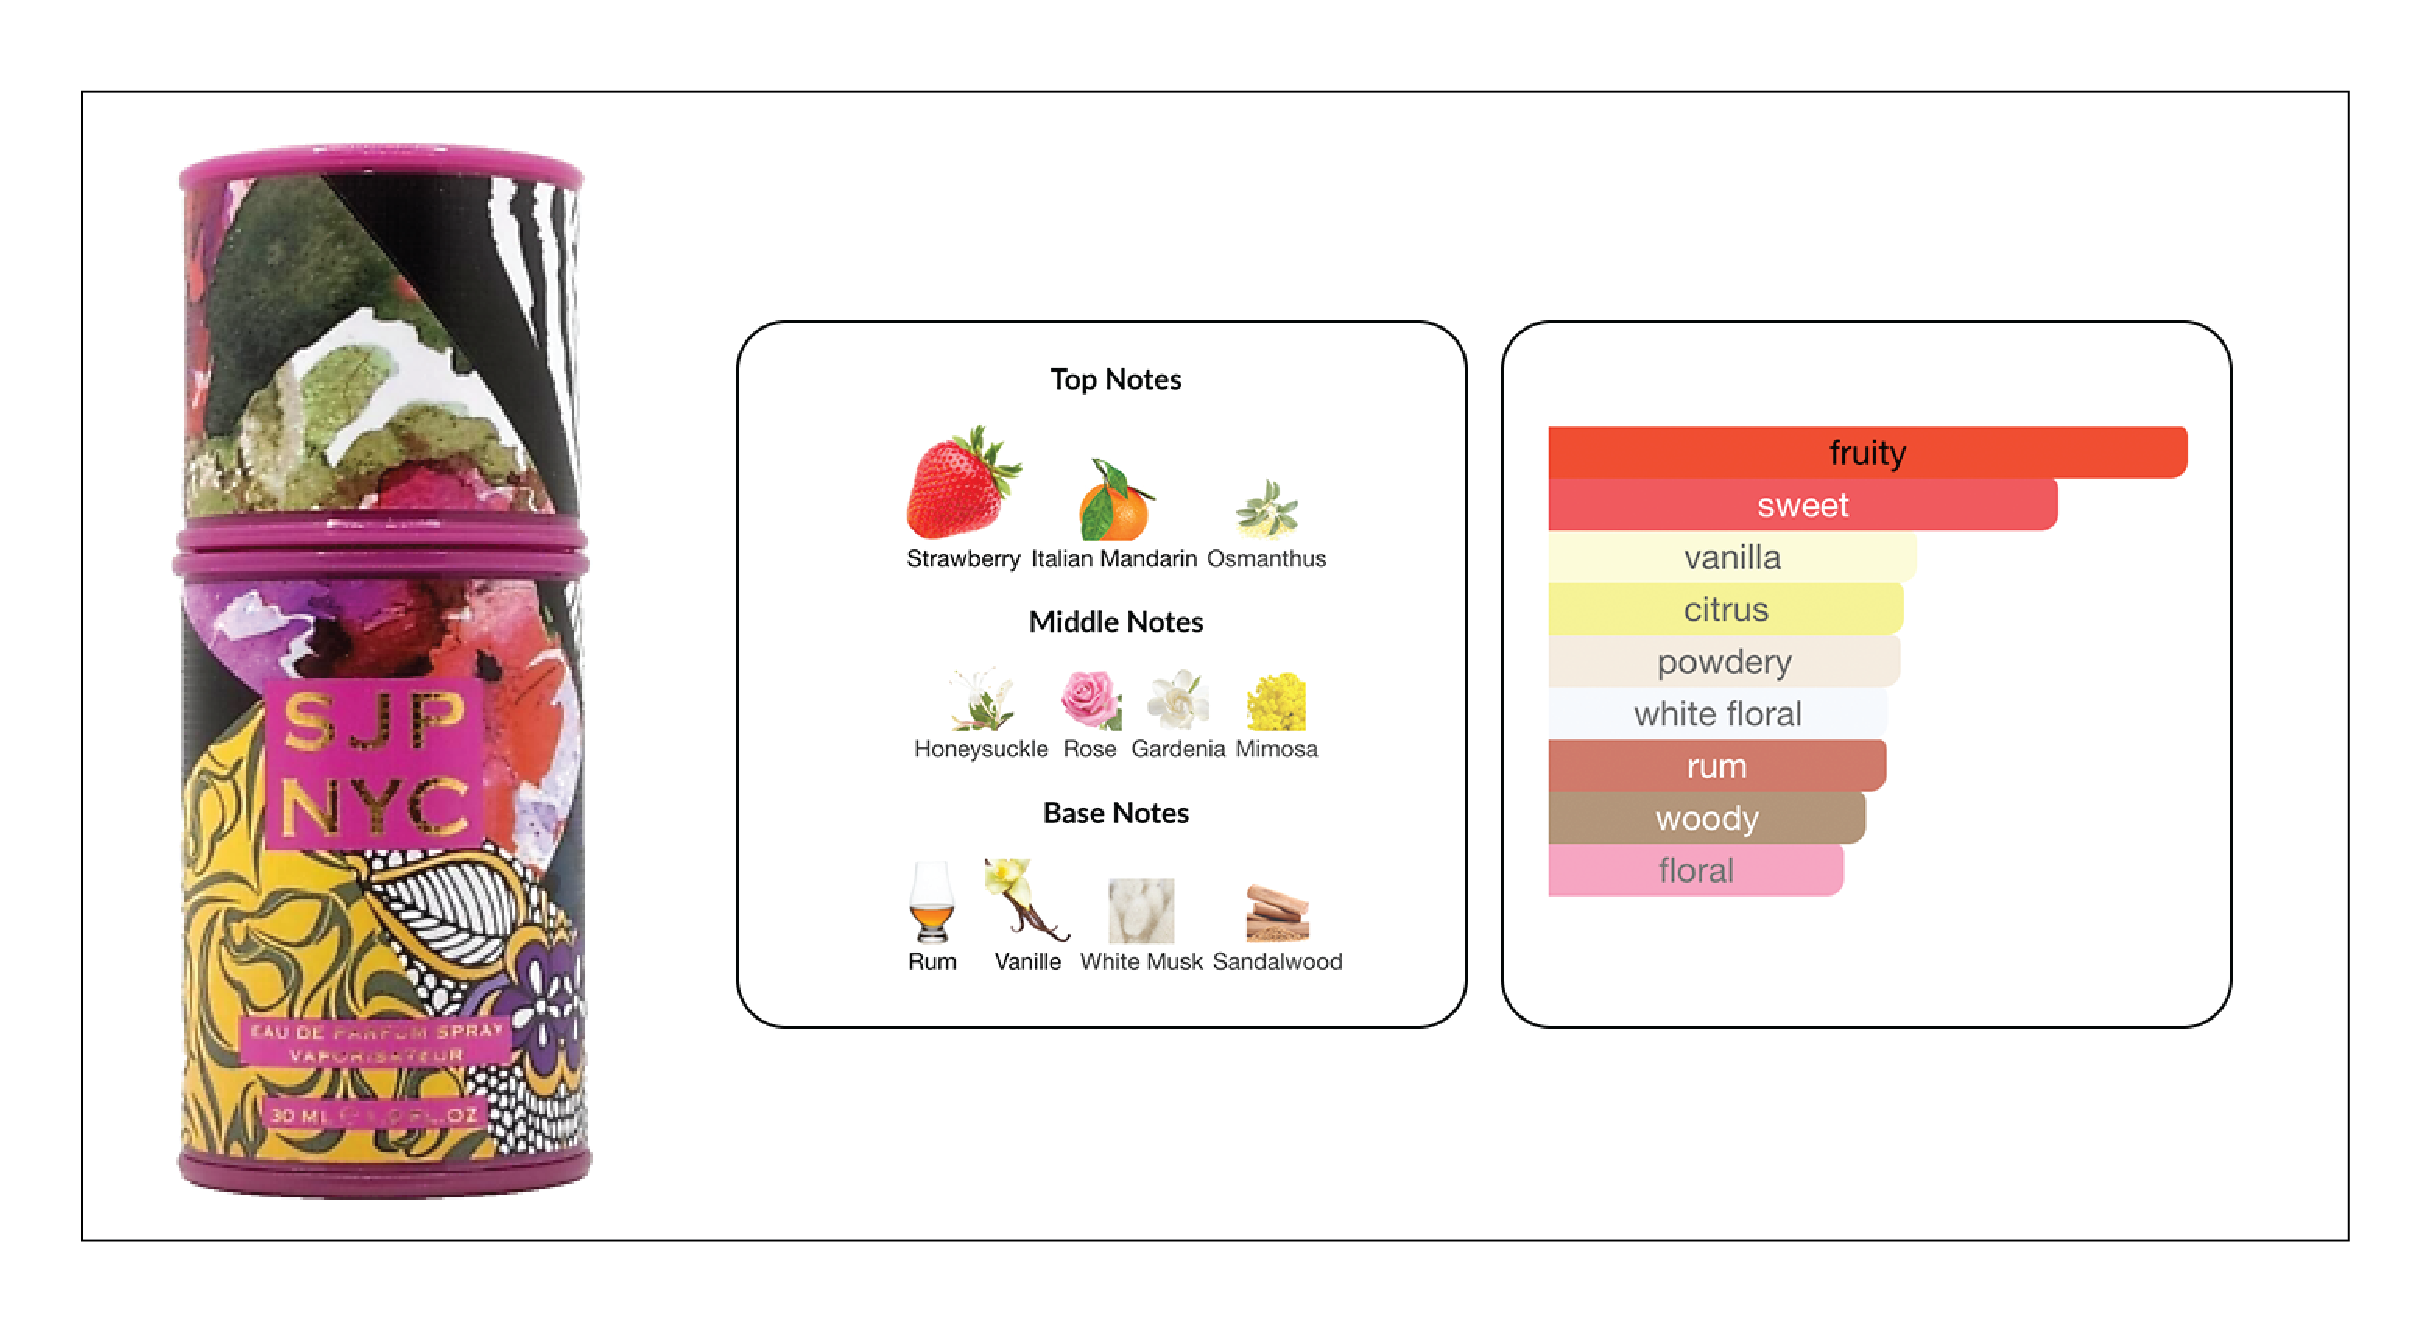 SJP
NYC
EAU DE PARFUM SPRAY
VAPORISATEUR
30 ML e 1.0 FL.OZ
Top Notes
Strawberry Italian Mandarin Osmanthus
Middle Notes
Honeysuckle Rose Gardenia Mimosa
Base Notes
Rum Vanille White Musk Sandalwood
fruity
sweet
vanilla
citrus
powdery
white floral
rum
woody
floral